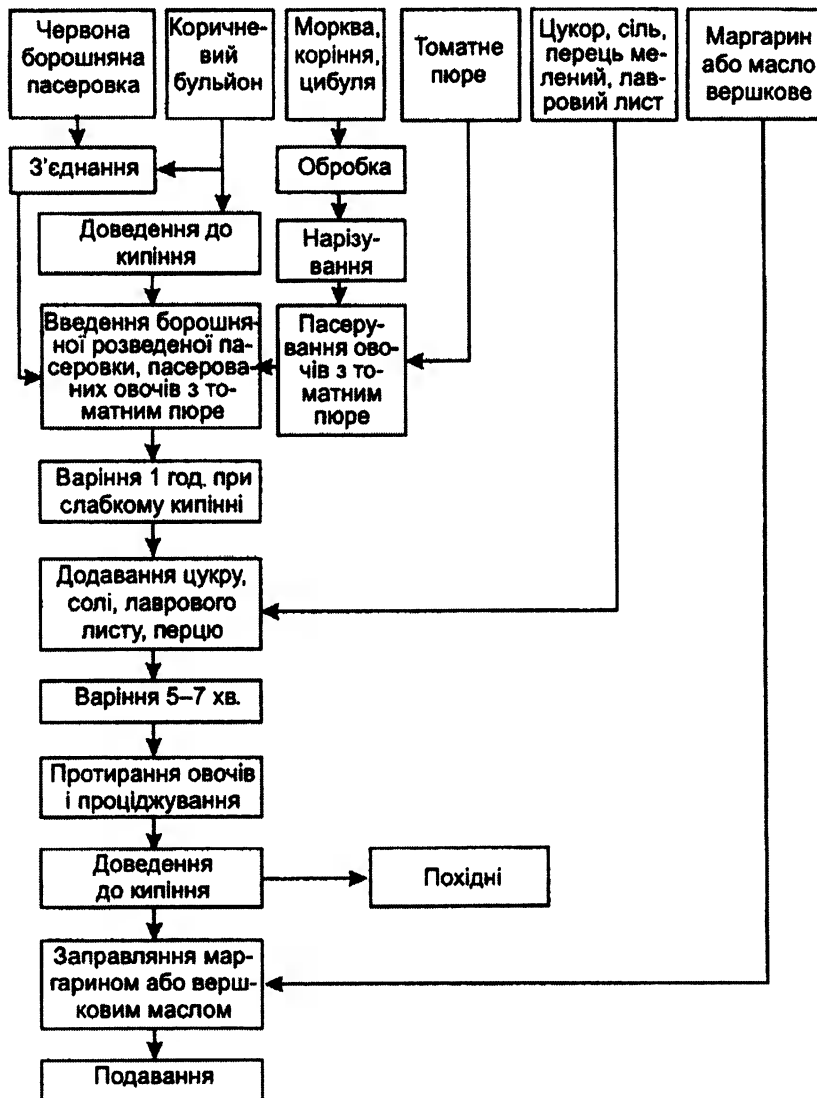 Червона
борошняна
пасеровка
Коричне-
вий
бульйон
Морква,
коріння,
цибуля
Томатне
пюре
Цукор, сіль,
перець ме-
лений, лав-
ровий лист
Маргарин
або масло
вершкове
З’єднання
Обробка
Доведення до
кипіння
Нарізу-
вання
Введення борошня-
ної розведеної па-
серовки, пасерова-
них овочів з то-
матним пюре
Пасеру-
вання ово-
чів з то-
матним
пюре
Варіння 1 год. при
слабкому кипінні
Додавання цукру,
солі, лаврового
листу, перцю
Варіння 5–7 хв.
Протирання овочів
і проціджування
Доведення
до кипіння
Похідні
Заправляння мар-
гарином або верш-
ковим маслом
Подавання